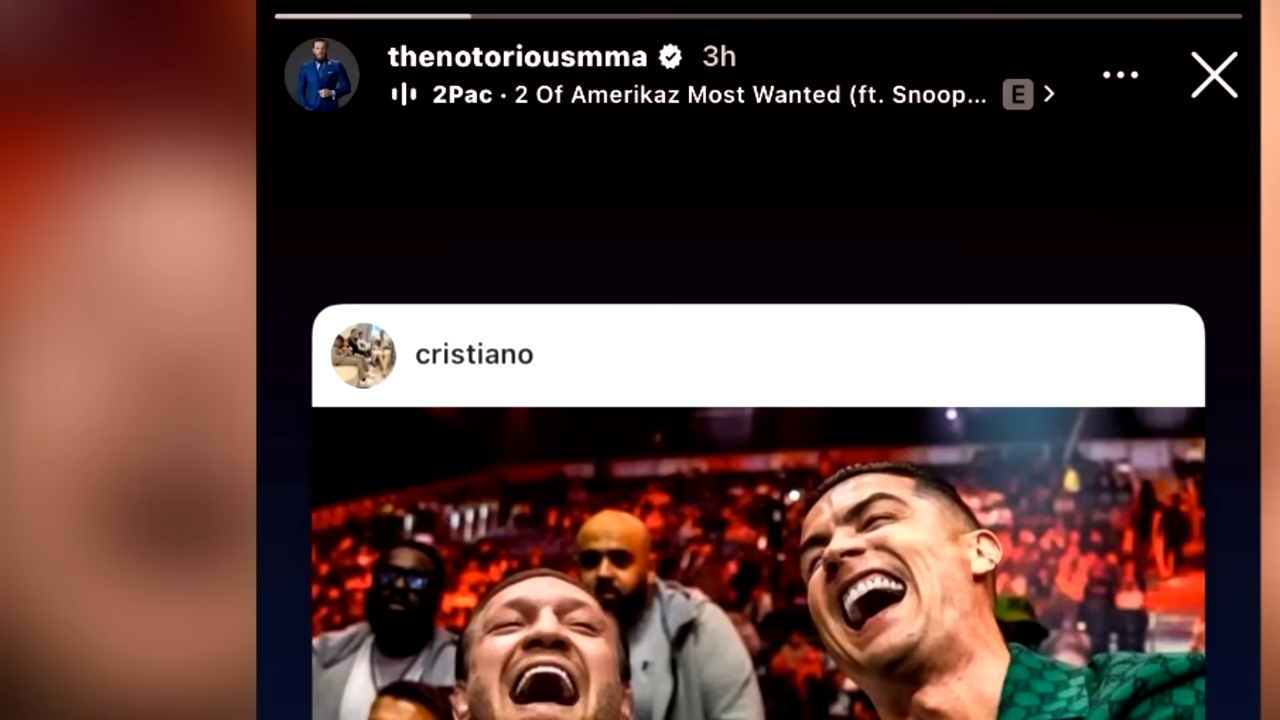 thenotoriousmma 3h
2Pac · 2 Of Amerikaz Most Wanted (ft. Snoop... E
cristiano